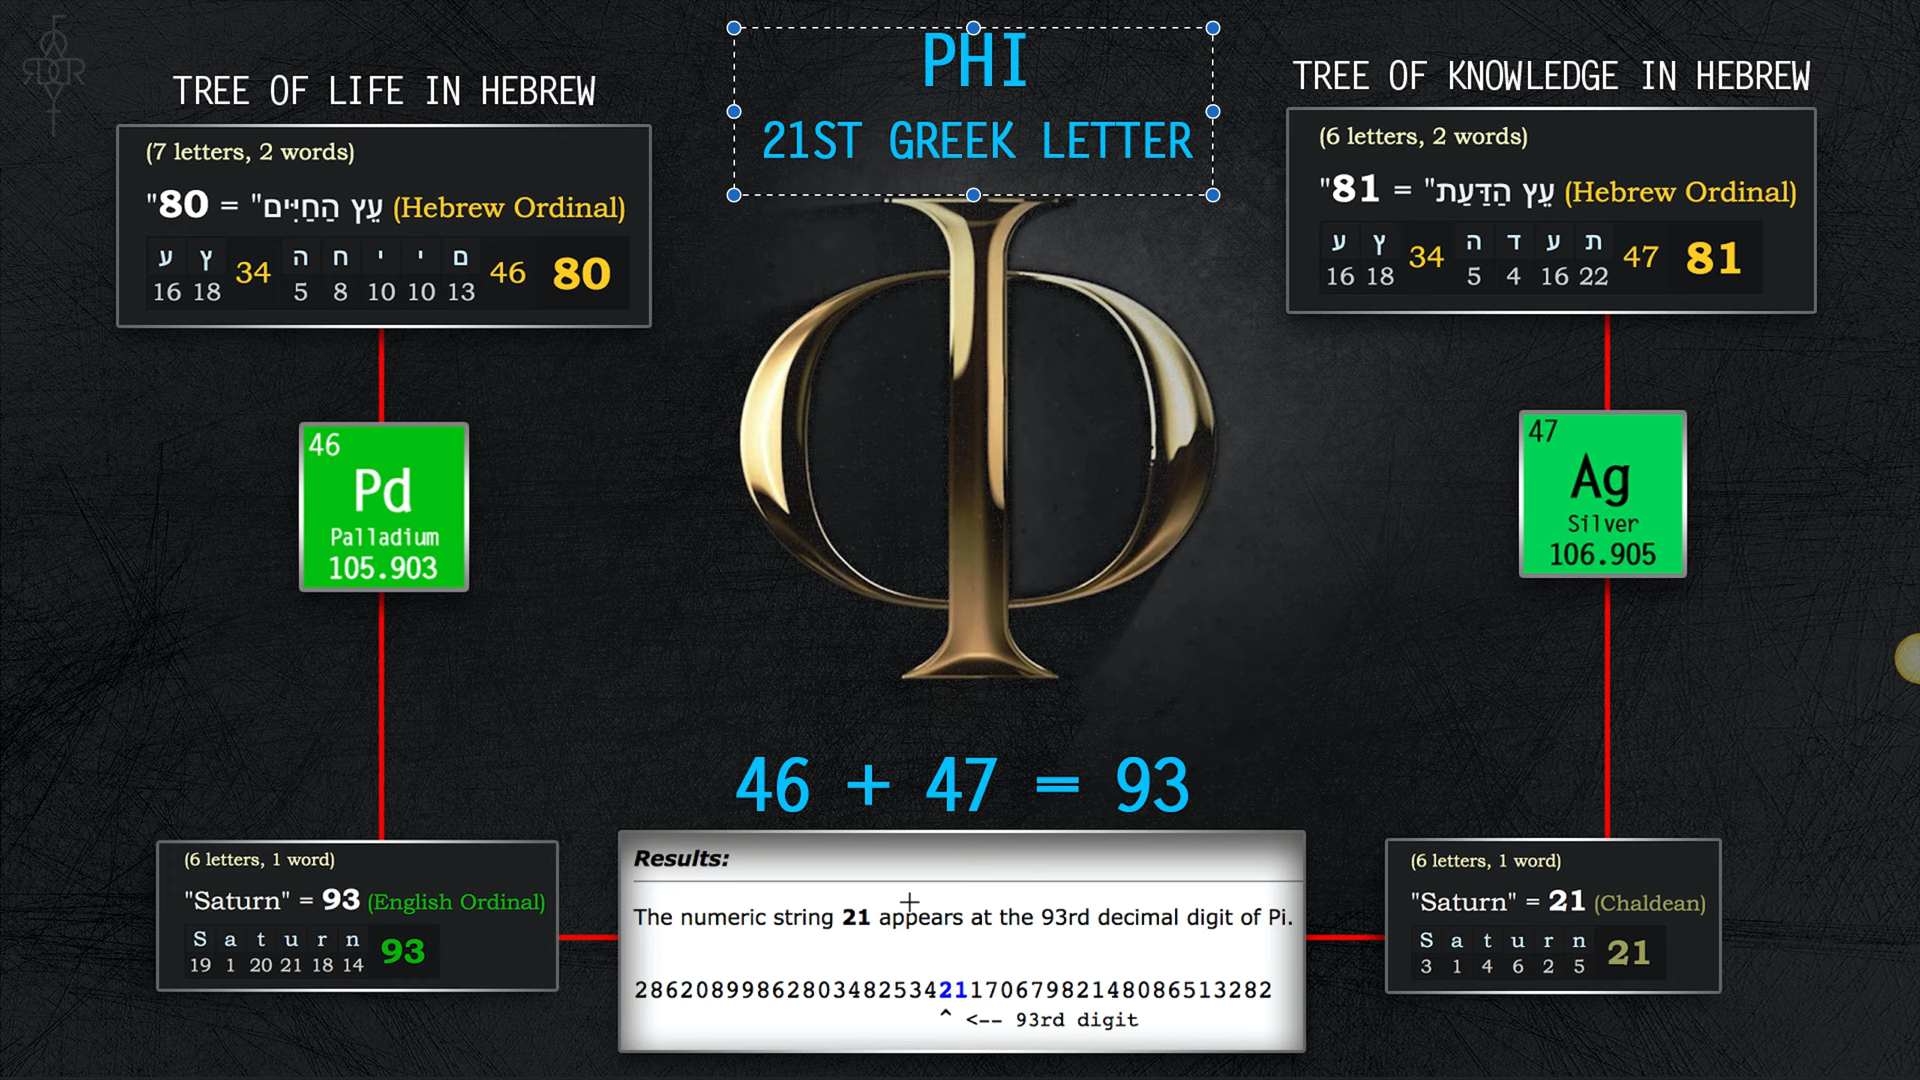 PHI
21ST GREEK LETTER
TREE OF LIFE IN HEBREW
(7 letters, 2 words)
"עֵץ הַחַיִּים" = 80 (Hebrew Ordinal)
ע ץ 34 ה ח י י ם 46 80
16 18 5 8 10 10 13
TREE OF KNOWLEDGE IN HEBREW
(6 letters, 2 words)
"עֵץ הַדַּעַת" = 81 (Hebrew Ordinal)
ע ץ 34 ה ד ע ת 47 81
16 18 5 4 16 22
46
Pd
Palladium
105.903
47
Ag
Silver
106.905
46 + 47 = 93
(6 letters, 1 word)
"Saturn" = 93 (English Ordinal)
S a t u r n 93
19 1 20 21 18 14
Results:
The numeric string 21 appears at the 93rd decimal digit of Pi.
28620899862803482534211706798214808651328​2
^ <-- 93rd digit
(6 letters, 1 word)
"Saturn" = 21 (Chaldean)
S a t u r n 21
3 1 4 6 2 5